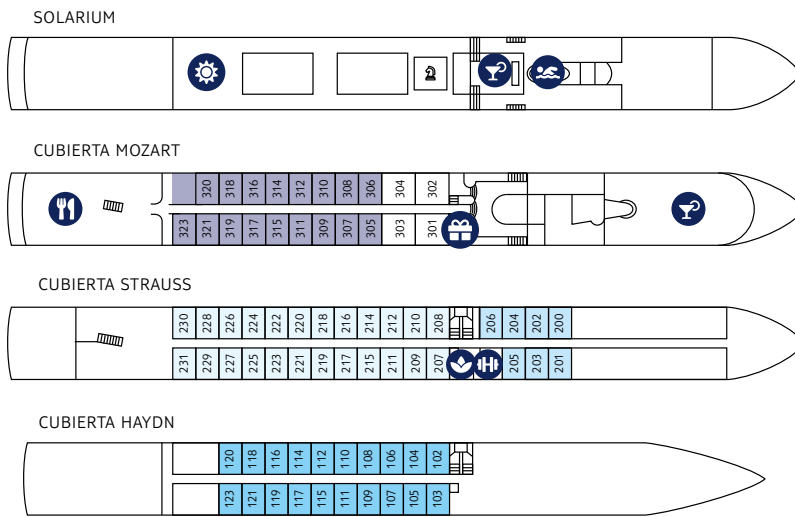 SOLARIUM
CUBIERTA MOZART
320 318 316 314 312 310 308 306 304 302
323 321 319 317 315 311 309 307 305 303 301
CUBIERTA STRAUSS
230 228 226 224 222 220 218 216 214 212 210 208 206 204 202 200
231 229 227 225 223 221 219 217 215 211 209 207 205 203 201
CUBIERTA HAYDN
120 118 116 114 112 110 108 106 104 102
123 121 119 117 115 111 109 107 105 103